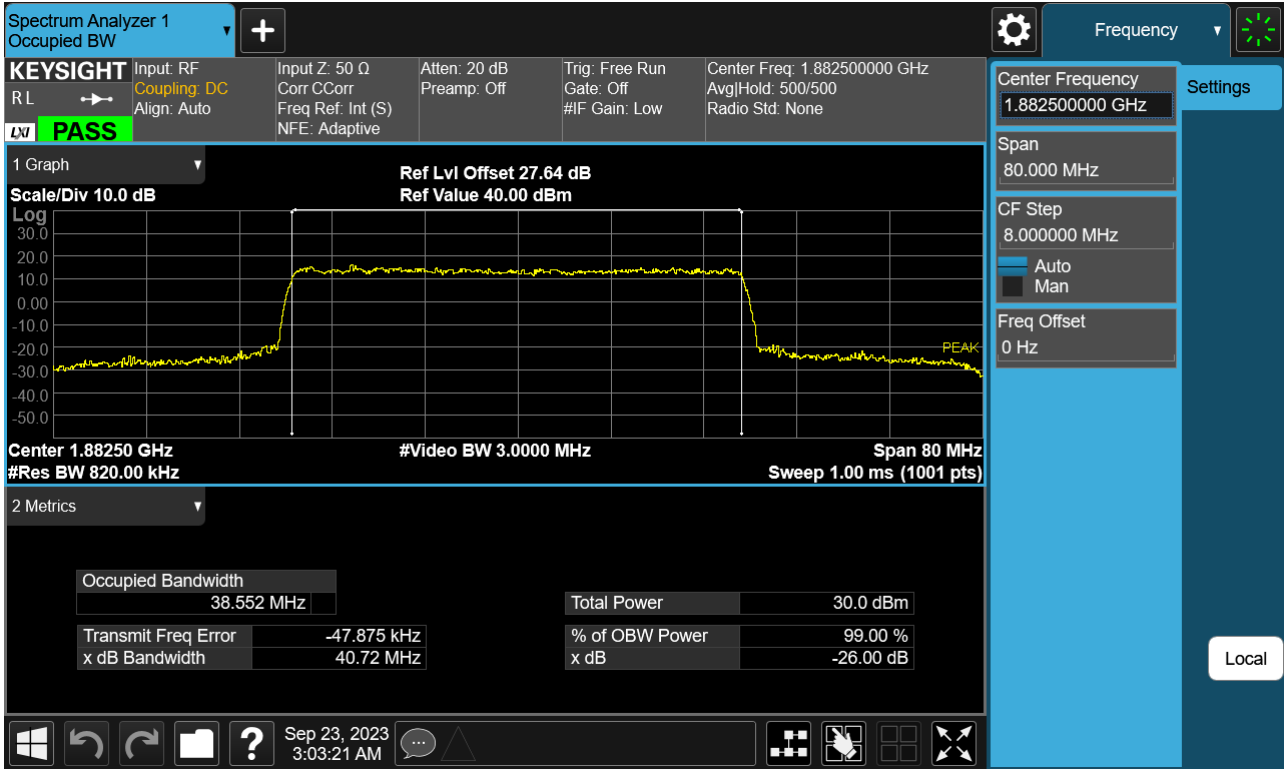 Spectrum Analyzer 1
Occupied BW
▼
+
Frequency
▼
KEYSIGHT
R L
LXI
PASS
Input: RF
Coupling: DC
Align: Auto
Input Z: 50 Ω
Corr CCorr
Freq Ref: Int (S)
NFE: Adaptive
Atten: 20 dB
Preamp: Off
Trig: Free Run
Gate: Off
#IF Gain: Low
Center Freq: 1.882500000 GHz
Avg|Hold: 500/500
Radio Std: None
Center Frequency
1.882500000 GHz
Settings
Span
80.000 MHz
CF Step
8.000000 MHz
Auto
Man
Freq Offset
0 Hz
Local
1 Graph
▼
Scale/Div 10.0 dB
Ref Lvl Offset 27.64 dB
Ref Value 40.00 dBm
Log
30.0
20.0
10.0
0.00
-10.0
-20.0
-30.0
-40.0
-50.0
PEAK
Center 1.88250 GHz
#Video BW 3.0000 MHz
Span 80 MHz
#Res BW 820.00 kHz
Sweep 1.00 ms (1001 pts)
2 Metrics
▼
Occupied Bandwidth
38.552 MHz
Transmit Freq Error -47.875 kHz
x dB Bandwidth 40.72 MHz
Total Power 30.0 dBm
% of OBW Power 99.00 %
x dB -26.00 dB
?
Sep 23, 2023
3:03:21 AM